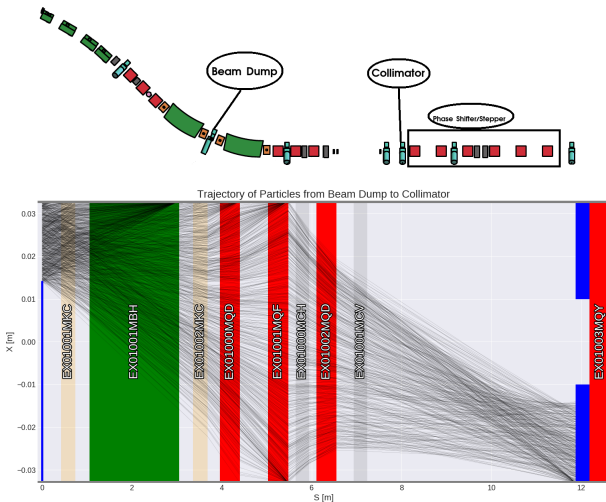 Beam Dump
Collimator
Phase Shifter/Stepper
Trajectory of Particles from Beam Dump to Collimator
X [m]
0.03
0.02
0.01
0.00
−0.01
−0.02
−0.03
EX01001MKC
EX01001MBH
EX01002MKC
EX01000MQD
EX01001MQF
EX01000MCH
EX01002MQD
EX01001MCV
EX01003MQY
0
2
4
6
8
10
12
S [m]